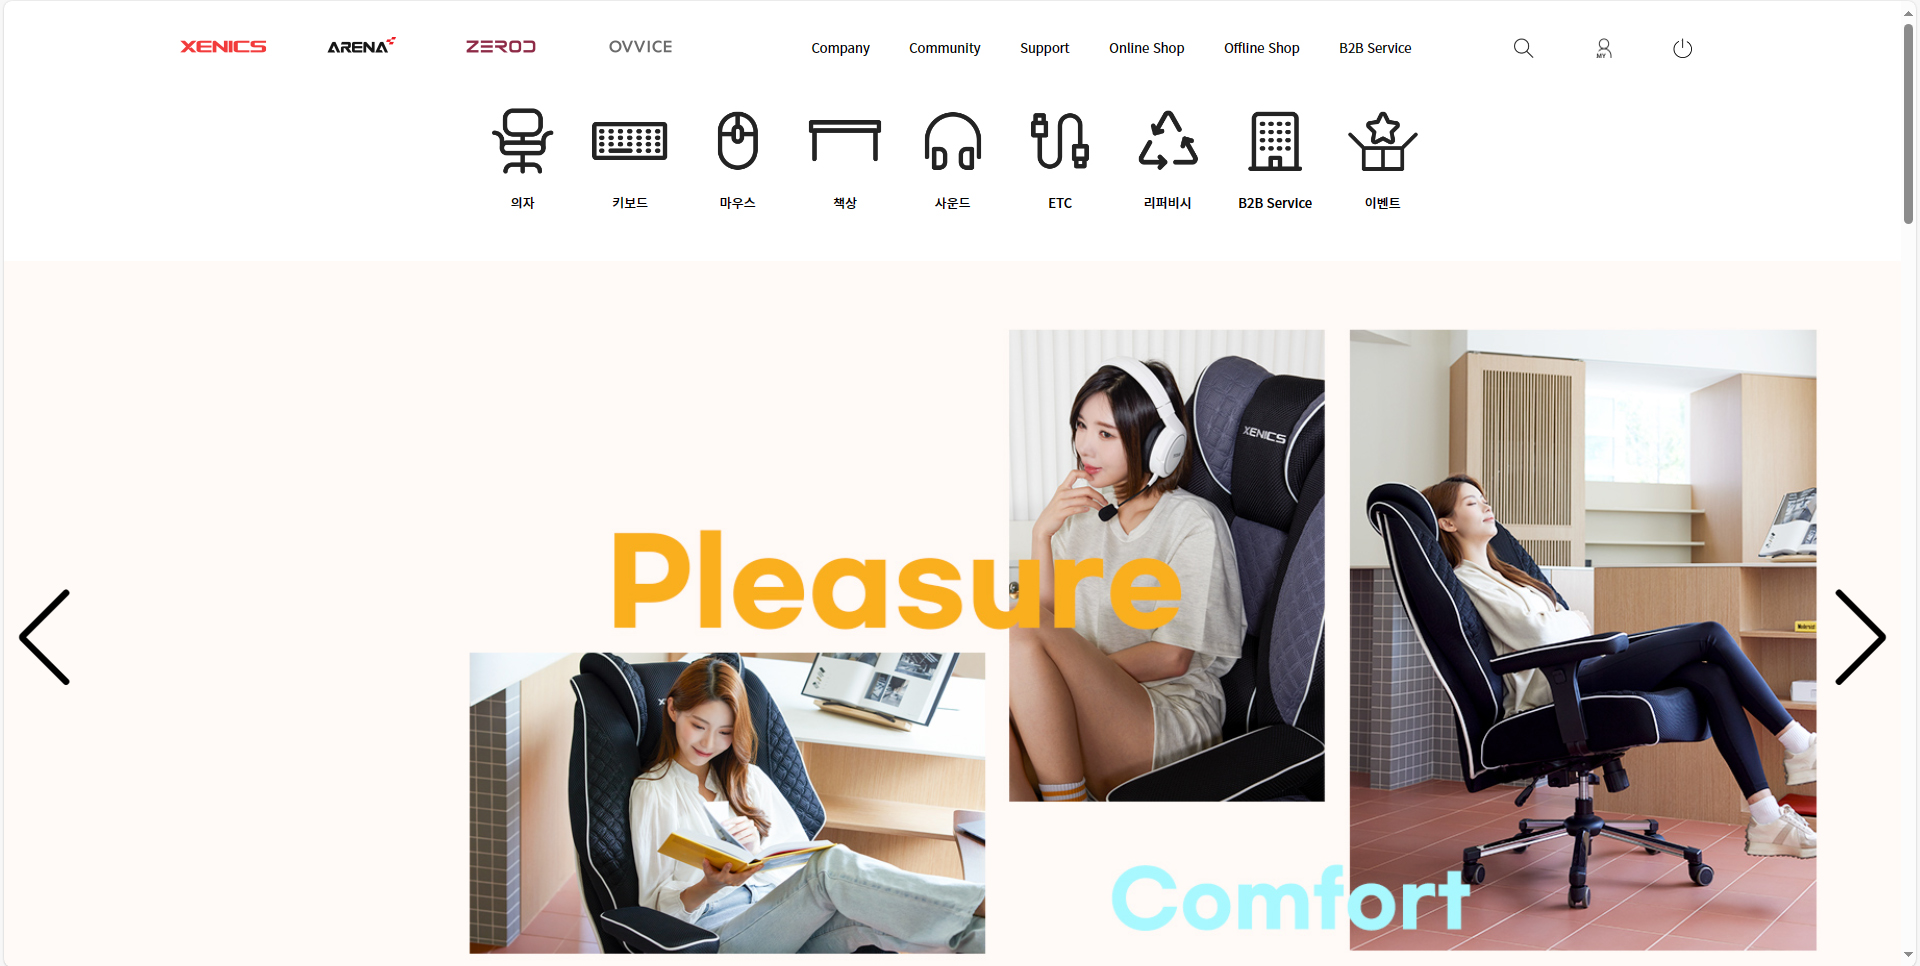 XENICS
ARENA
ZEROD
OVVICE
Company
Community
Support
Online Shop
Offline Shop
B2B Service
MY
의자
키보드
마우스
책상
사운드
ETC
리퍼비시
B2B Service
이벤트
XENICS
Pleasure
Comfort